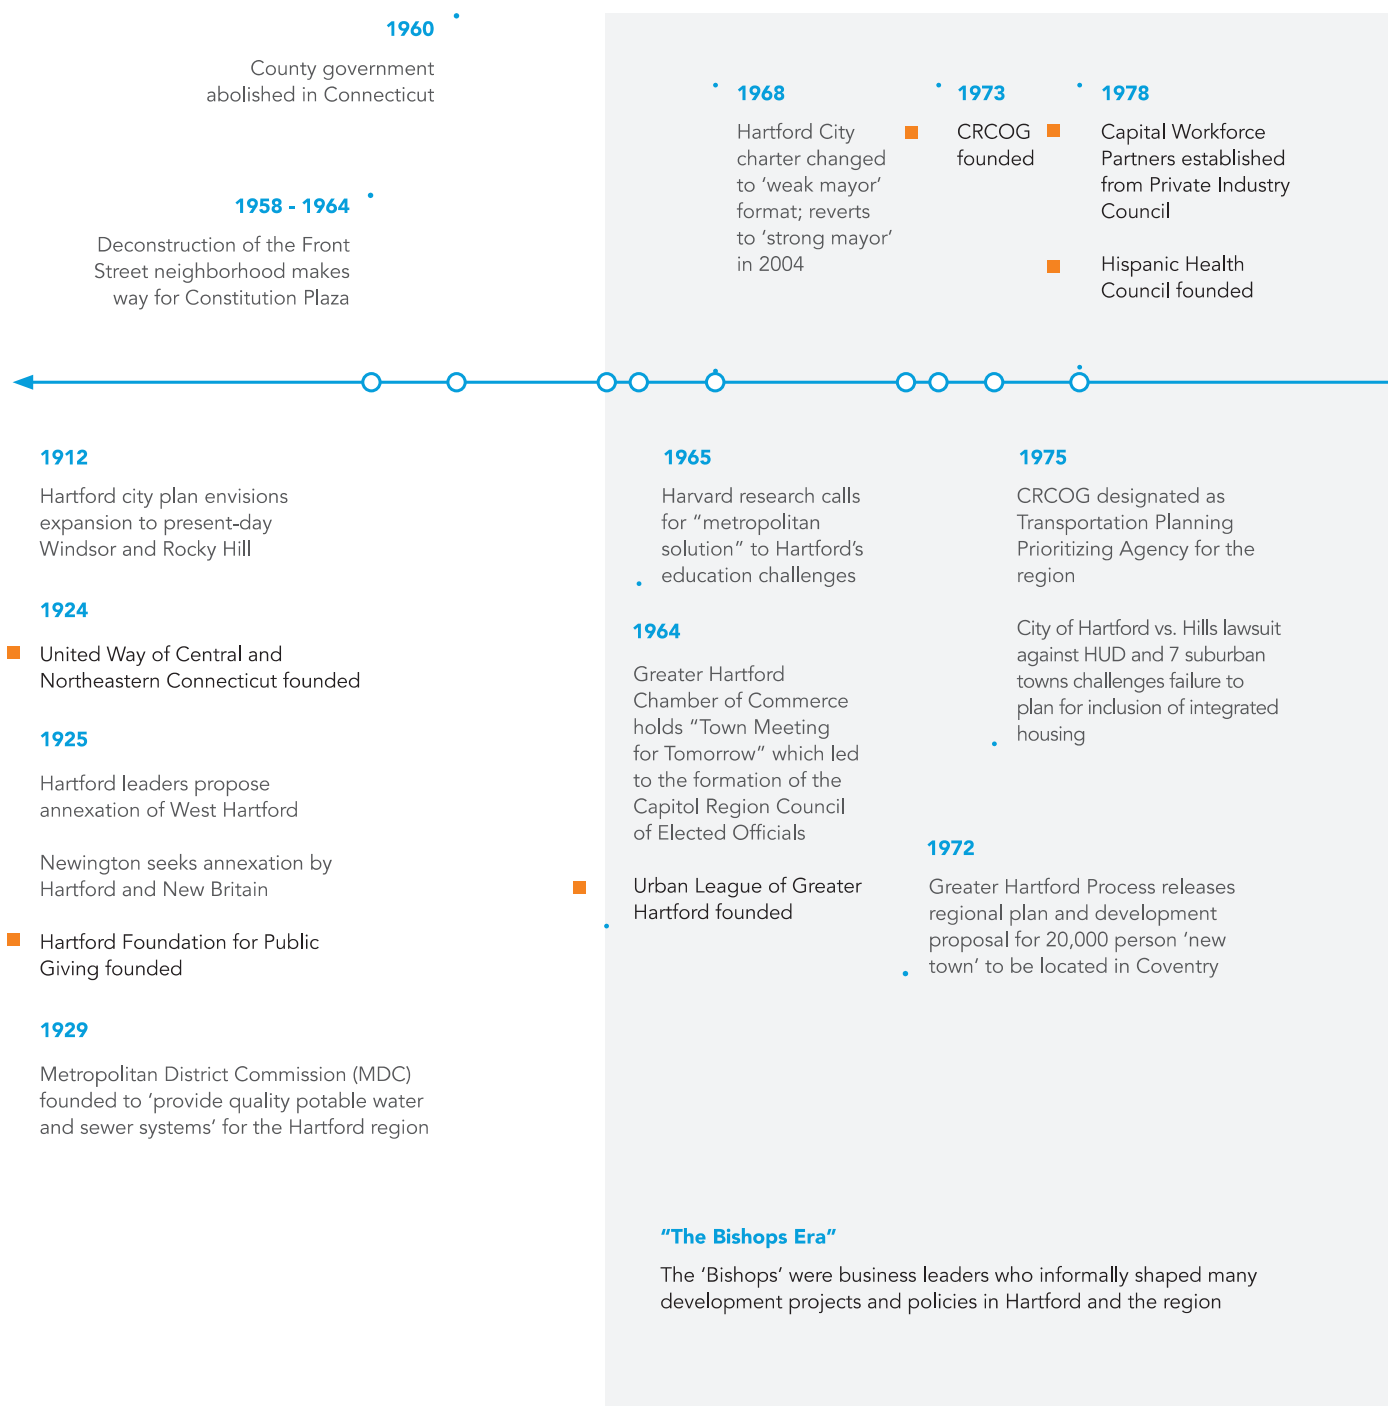 1960
County government
abolished in Connecticut
1958 - 1964
Deconstruction of the Front
Street neighborhood makes
way for Constitution Plaza
1968
Hartford City
charter changed
to ‘weak mayor’
format; reverts
to ‘strong mayor’
in 2004
1973
CRCOG
founded
1978
Capital Workforce
Partners established
from Private Industry
Council
Hispanic Health
Council founded
1912
Hartford city plan envisions
expansion to present-day
Windsor and Rocky Hill
1924
United Way of Central and
Northeastern Connecticut founded
1925
Hartford leaders propose
annexation of West Hartford
Newington seeks annexation by
Hartford and New Britain
Hartford Foundation for Public
Giving founded
1929
Metropolitan District Commission (MDC)
founded to ‘provide quality potable water
and sewer systems’ for the Hartford region
1965
Harvard research calls
for “metropolitan
solution” to Hartford’s
education challenges
1964
Greater Hartford
Chamber of Commerce
holds “Town Meeting
for Tomorrow” which led
to the formation of the
Capitol Region Council
of Elected Officials
Urban League of Greater
Hartford founded
1975
CRCOG designated as
Transportation Planning
Prioritizing Agency for the
region
City of Hartford vs. Hills lawsuit
against HUD and 7 suburban
towns challenges failure to
plan for inclusion of integrated
housing
1972
Greater Hartford Process releases
regional plan and development
proposal for 20,000 person ‘new
town’ to be located in Coventry
“The Bishops Era”
The ‘Bishops’ were business leaders who informally shaped many
development projects and policies in Hartford and the region